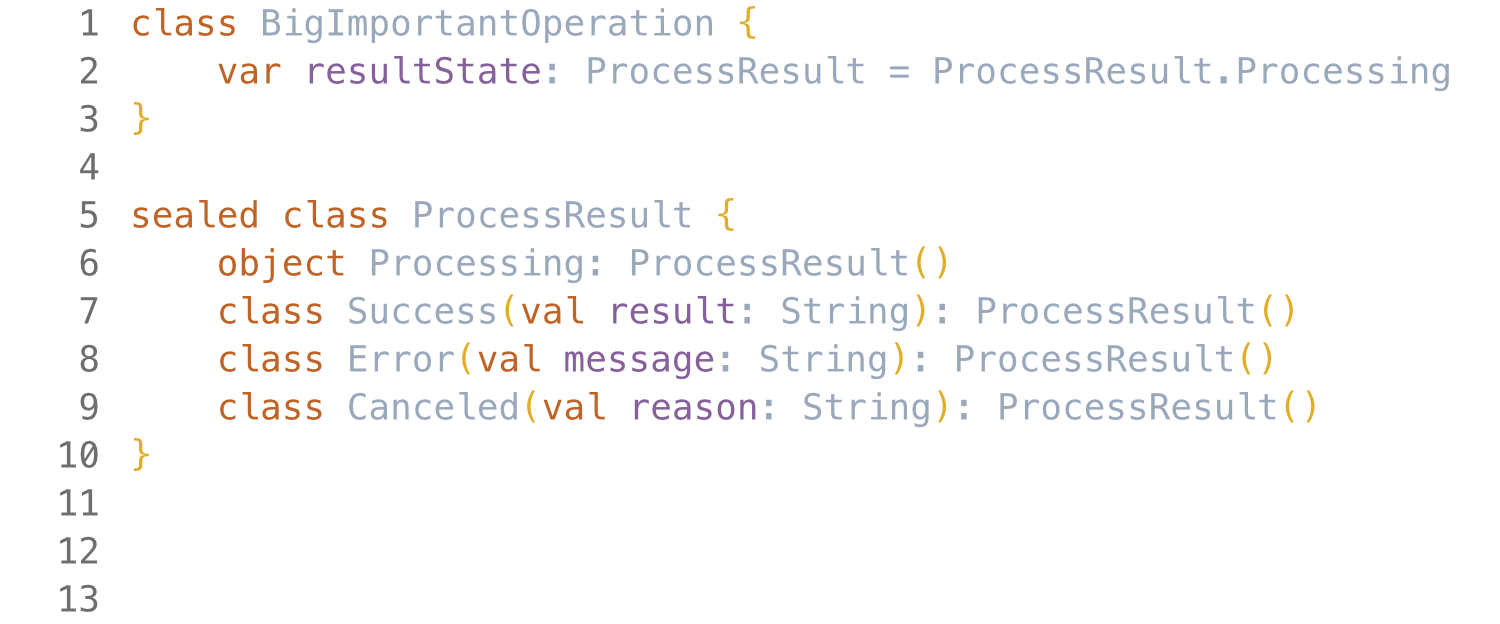 1 class BigImportantOperation {
2     var resultState: ProcessResult = ProcessResult.Processing
3 }
4
5 sealed class ProcessResult {
6     object Processing: ProcessResult()
7     class Success(val result: String): ProcessResult()
8     class Error(val message: String): ProcessResult()
9     class Canceled(val reason: String): ProcessResult()
10 }
11
12
13